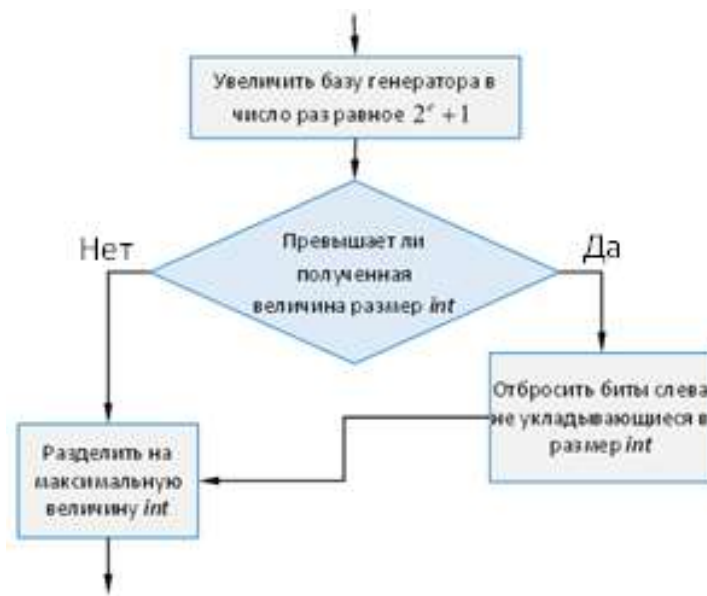 Увеличить базу генератора в
число раз равное 2^e + 1
Превышает ли
полученная
величина размер int
Нет
Да
Отбросить биты слева
не укладывающиеся в
размер int
Разделить на
максимальную
величину int